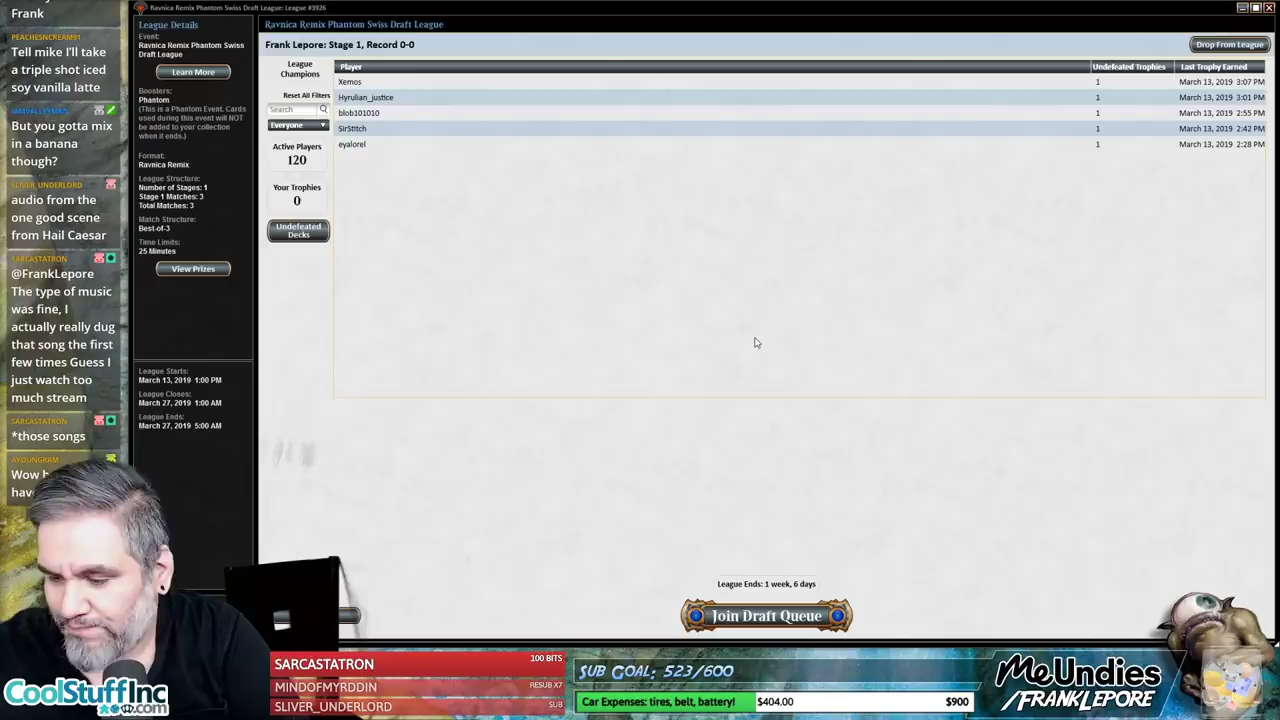 Frank
PEACHESNCREAM91
Tell mike I'll take
a triple shot iced
soy vanilla latte
But you gotta mix
in a banana
though?
SLIVER_UNDERLORD
audio from the
one good scene
from Hail Caesar
SARCASTATRON
@FrankLepore
The type of music
was fine, I
actually really dug
that song the first
few times Guess I
just watch too
much stream
SARCASTATRON
*those songs
AYOUNGRAM
Ravnica Remix Phantom Swiss Draft League: League #3926
League Details
Event:
Ravnica Remix Phantom Swiss
Draft League
Learn More
Boosters:
Phantom
(This is a Phantom Event. Cards
used during this event will NOT
be added to your collection
when it ends.)
Format:
Ravnica Remix
League Structure:
Number of Stages: 1
Stage 1 Matches: 3
Total Matches: 3
Match Structure:
Best-of-3
Time Limits:
25 Minutes
View Prizes
League Starts:
March 13, 2019 1:00 PM
League Closes:
March 27, 2019 1:00 AM
League Ends:
March 27, 2019 5:00 AM
Ravnica Remix Phantom Swiss Draft League
Frank Lepore: Stage 1, Record 0-0
Drop From League
League
Champions
Reset All Filters
Search
Everyone
Active Players
120
Your Trophies
0
Undefeated
Decks
Player Undefeated Trophies Last Trophy Earned
Xemos 1 March 13, 2019 3:07 PM
Hyrulian_justice 1 March 13, 2019 3:01 PM
blob101010 1 March 13, 2019 2:55 PM
SirStitch 1 March 13, 2019 2:42 PM
eyalorel 1 March 13, 2019 2:28 PM
League Ends: 1 week, 6 days
Join Draft Queue
CoolStuffInc
.com
SARCASTATRON 100 BITS
MINDOFMYRDDIN RESUB X7
SLIVER_UNDERLORD SUB
SUB GOAL: 523/600
Car Expenses: tires, belt, battery! $404.00 $900
MeUndies
/FRANKLEPORE